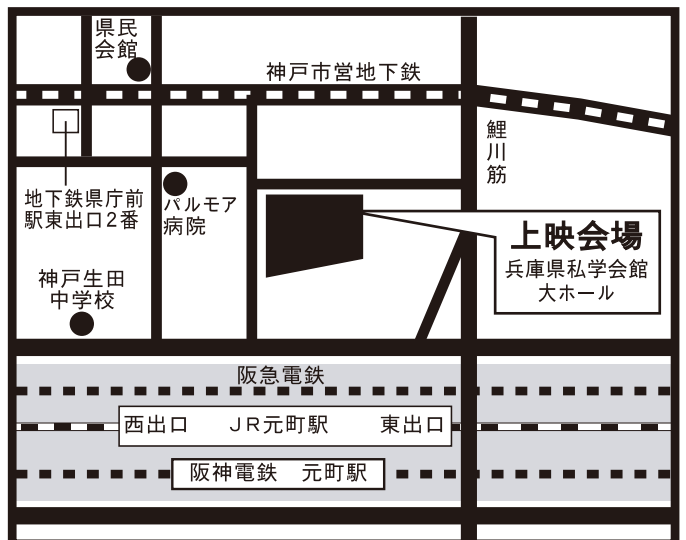 県民
会館
神戸市営地下鉄
鯉川筋
地下鉄県庁前
駅東出口2番
パルモア
病院
上映会場
兵庫県私学会館
大ホール
神戸生田
中学校
阪急電鉄
西出口 JR元町駅 東出口
阪神電鉄 元町駅